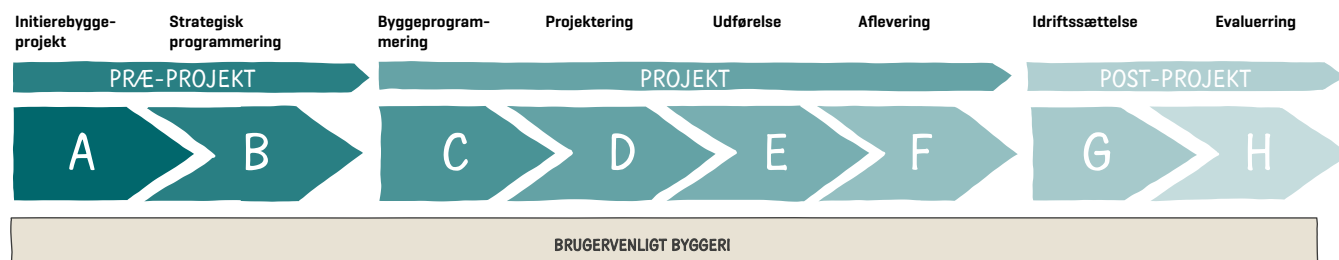 Initierebygge-
projekt
Strategisk
programmering
Byggeprogram-
mering
Projektering
Udførelse
Aflevering
Idriftssættelse
Evaluerring
PRÆ-PROJEKT
PROJEKT
POST-PROJEKT
A
B
C
D
E
F
G
H
BRUGERVENLIGT BYGGERI